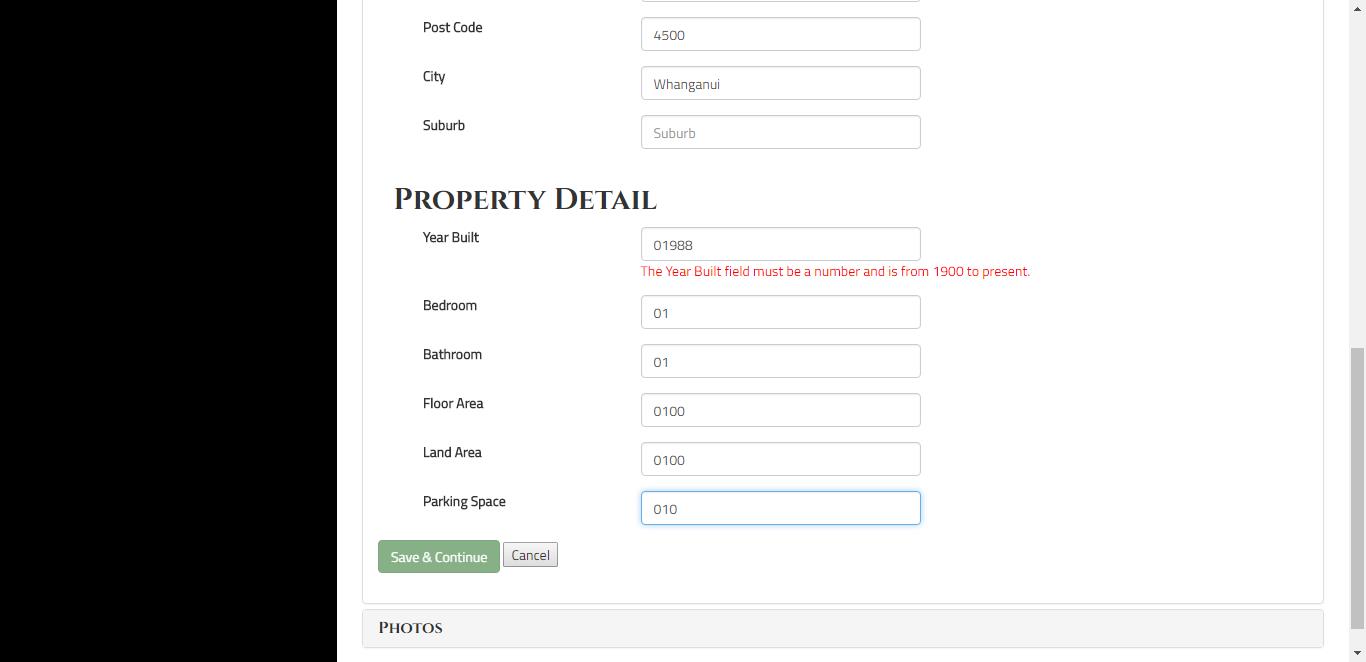 Post Code
4500
City
Whanganui
Suburb
Suburb
Property Detail
Year Built
01988
The Year Built field must be a number and is from 1900 to present.
Bedroom
01
Bathroom
01
Floor Area
0100
Land Area
0100
Parking Space
010
Save & Continue Cancel
Photos